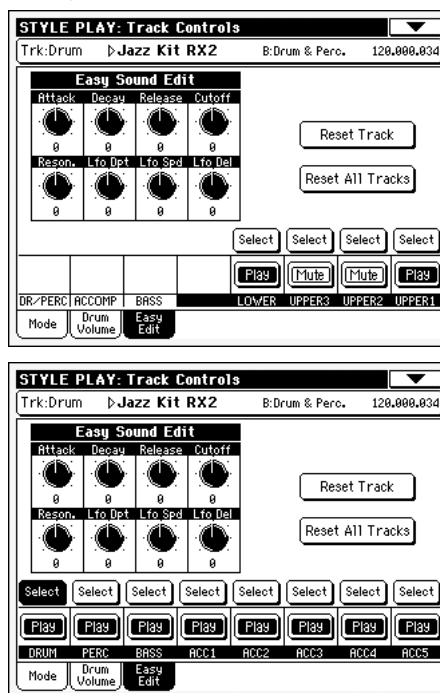 STYLE PLAY: Track Controls
Trk:Drum ▷Jazz Kit RX2 B:Drum & Perc. 120.000.034
Easy Sound Edit
Attack Decay Release Cutoff
0 0 0 0
Reset Track
Reson. Lfo Dpt Lfo Spd Lfo Del
0 0 0 0
Reset All Tracks
Select Select Select Select
Play Mute Mute Play
DR/PERC ACCOMP BASS LOWER UPPER3 UPPER2 UPPER1
Mode Drum Volume Easy Edit
STYLE PLAY: Track Controls
Trk:Drum ▷Jazz Kit RX2 B:Drum & Perc. 120.000.034
Easy Sound Edit
Attack Decay Release Cutoff
0 0 0 0
Reset Track
Reson. Lfo Dpt Lfo Spd Lfo Del
0 0 0 0
Reset All Tracks
Select Select Select Select Select Select Select Select
Play Play Play Play Play Play Play Play
DRUM PERC BASS ACC1 ACC2 ACC3 ACC4 ACC5
Mode Drum Volume Easy Edit